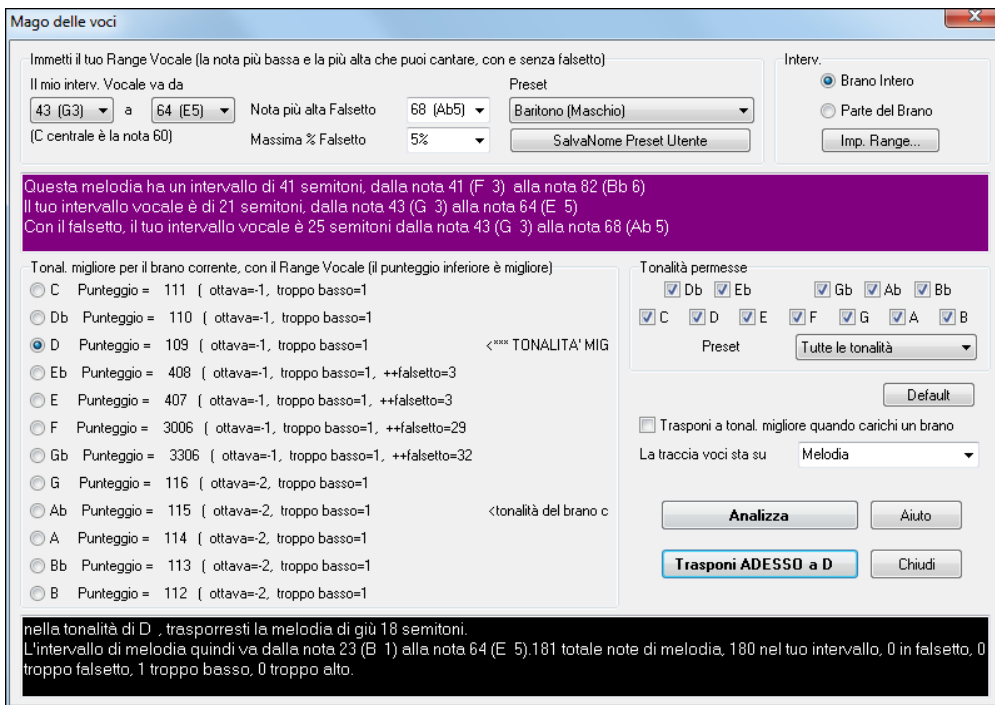 Mago delle voci
Immetti il tuo Range Vocale (la nota più bassa e la più alta che puoi cantare, con e senza falsetto)
Il mio interv. Vocale va da
43 (G3) a 64 (E5)
(C centrale è la nota 60)
Nota più alta Falsetto 68 (Ab5)
Massima % Falsetto 5%
Preset
Baritono (Maschio)
SalvaNome Preset Utente
Interv.
Brano Intero
Parte del Brano
Imp. Range...
Questa melodia ha un intervallo di 41 semitoni, dalla nota 41 (F 3) alla nota 82 (Bb 6)
Il tuo intervallo vocale è di 21 semitoni, dalla nota 43 (G 3) alla nota 64 (E 5)
Con il falsetto, il tuo intervallo vocale è 25 semitoni dalla nota 43 (G 3) alla nota 68 (Ab 5)
Tonal. migliore per il brano corrente, con il Range Vocale (il punteggio inferiore è migliore)
C Punteggio = 111 ( ottava=-1, troppo basso=1
Db Punteggio = 110 ( ottava=-1, troppo basso=1
D Punteggio = 109 ( ottava=-1, troppo basso=1 <*** TONALITA' MIG
Eb Punteggio = 408 ( ottava=-1, troppo basso=1, ++falsetto=3
E Punteggio = 407 ( ottava=-1, troppo basso=1, ++falsetto=3
F Punteggio = 3006 ( ottava=-1, troppo basso=1, ++falsetto=29
Gb Punteggio = 3306 ( ottava=-1, troppo basso=1, ++falsetto=32
G Punteggio = 116 ( ottava=-2, troppo basso=1
Ab Punteggio = 115 ( ottava=-2, troppo basso=1 <tonalità del brano c
A Punteggio = 114 ( ottava=-2, troppo basso=1
Bb Punteggio = 113 ( ottava=-2, troppo basso=1
B Punteggio = 112 ( ottava=-2, troppo basso=1
Tonalità permesse
Db Eb Gb Ab Bb
C D E F G A B
Preset Tutte le tonalità
Default
Trasponi a tonal. migliore quando carichi un brano
La traccia voci sta su Melodia
Analizza Aiuto
Trasponi ADESSO a D Chiudi
nella tonalità di D , trasporresti la melodia di giù 18 semitoni.
L'intervallo di melodia quindi va dalla nota 23 (B 1) alla nota 64 (E 5).181 totale note di melodia, 180 nel tuo intervallo, 0 in falsetto, 0
troppo falsetto, 1 troppo basso, 0 troppo alto.